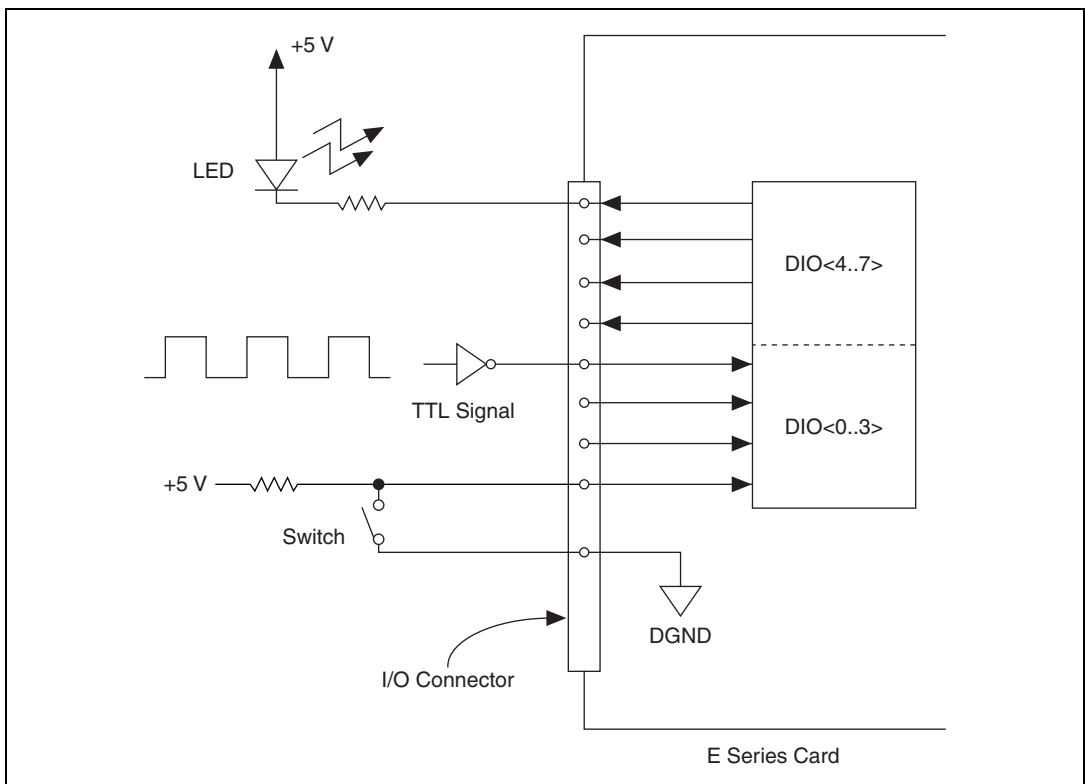 +5 V
LED
DIO<4..7>
TTL Signal
DIO<0..3>
+5 V
Switch
DGND
I/O Connector
E Series Card